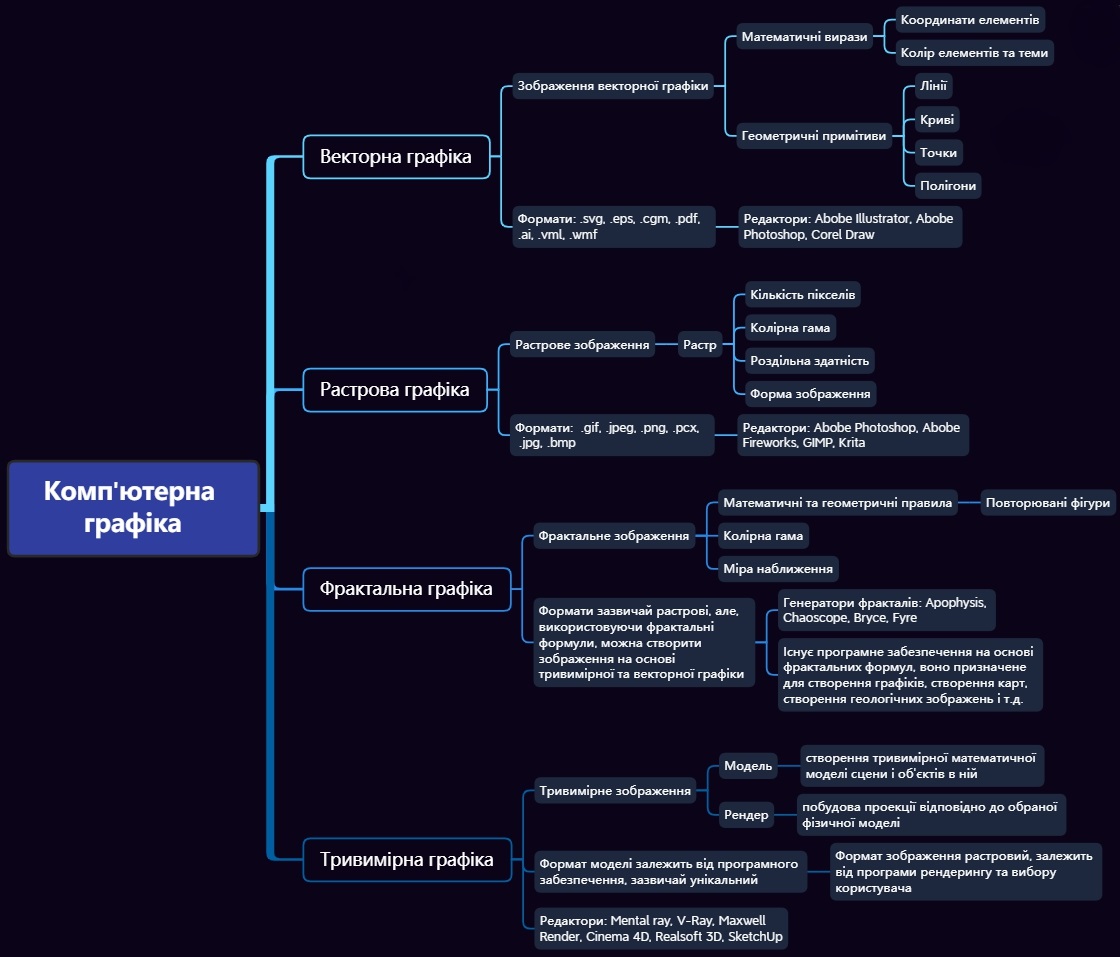 Комп'ютерна
графіка
Векторна графіка
Зображення векторної графіки
Математичні вирази
Координати елементів
Колір елементів та теми
Геометричні примітиви
Лінії
Криві
Точки
Полігони
Формати: .svg, .eps, .cgm, .pdf,
.ai, .vml, .wmf
Редактори: Abobe Illustrator, Abobe
Photoshop, Corel Draw
Растрова графіка
Растрове зображення
Растр
Кількість пікселів
Колірна гама
Роздільна здатність
Форма зображення
Формати: .gif, .jpeg, .png, .pcx,
.jpg, .bmp
Редактори: Abobe Photoshop, Abobe
Fireworks, GIMP, Krita
Фрактальна графіка
Фрактальне зображення
Математичні та геометричні правила
Повторювані фігури
Колірна гама
Міра наближення
Формати зазвичай растрові, але,
використовуючи фрактальні
формули, можна створити
зображення на основі
тривимірної та векторної графіки
Генератори фракталів: Apophysis,
Chaoscope, Bryce, Fyre
Існує програмне забезпечення на основі
фрактальних формул, воно призначене
для створення графіків, створення карт,
створення геологічних зображень і т.д.
Тривимірна графіка
Тривимірне зображення
Модель
створення тривимірної математичної
моделі сцени і об'єктів в ній
Рендер
побудова проекції відповідно до обраної
фізичної моделі
Формат моделі залежить від програмного
забезпечення, зазвичай унікальний
Формат зображення растровий, залежить
від програми рендерингу та вибору
користувача
Редактори: Mental ray, V-Ray, Maxwell
Render, Cinema 4D, Realsoft 3D, SketchUp